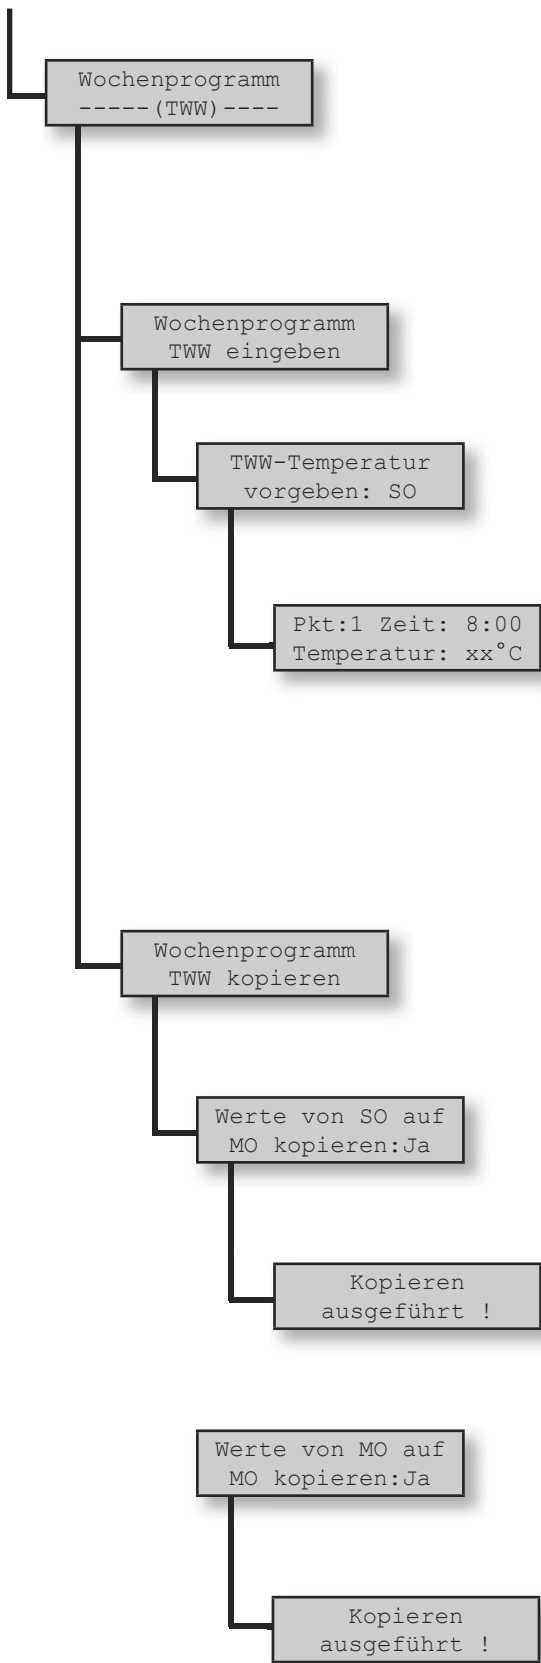 Wochenprogramm
-----(TWW)----
Wochenprogramm
TWW eingeben
TWW-Temperatur
vorgeben: SO
Pkt:1 Zeit: 8:00
Temperatur: xx°C
Wochenprogramm
TWW kopieren
Werte von SO auf
MO kopieren:Ja
Kopieren
ausgeführt !
Werte von MO auf
MO kopieren:Ja
Kopieren
ausgeführt !